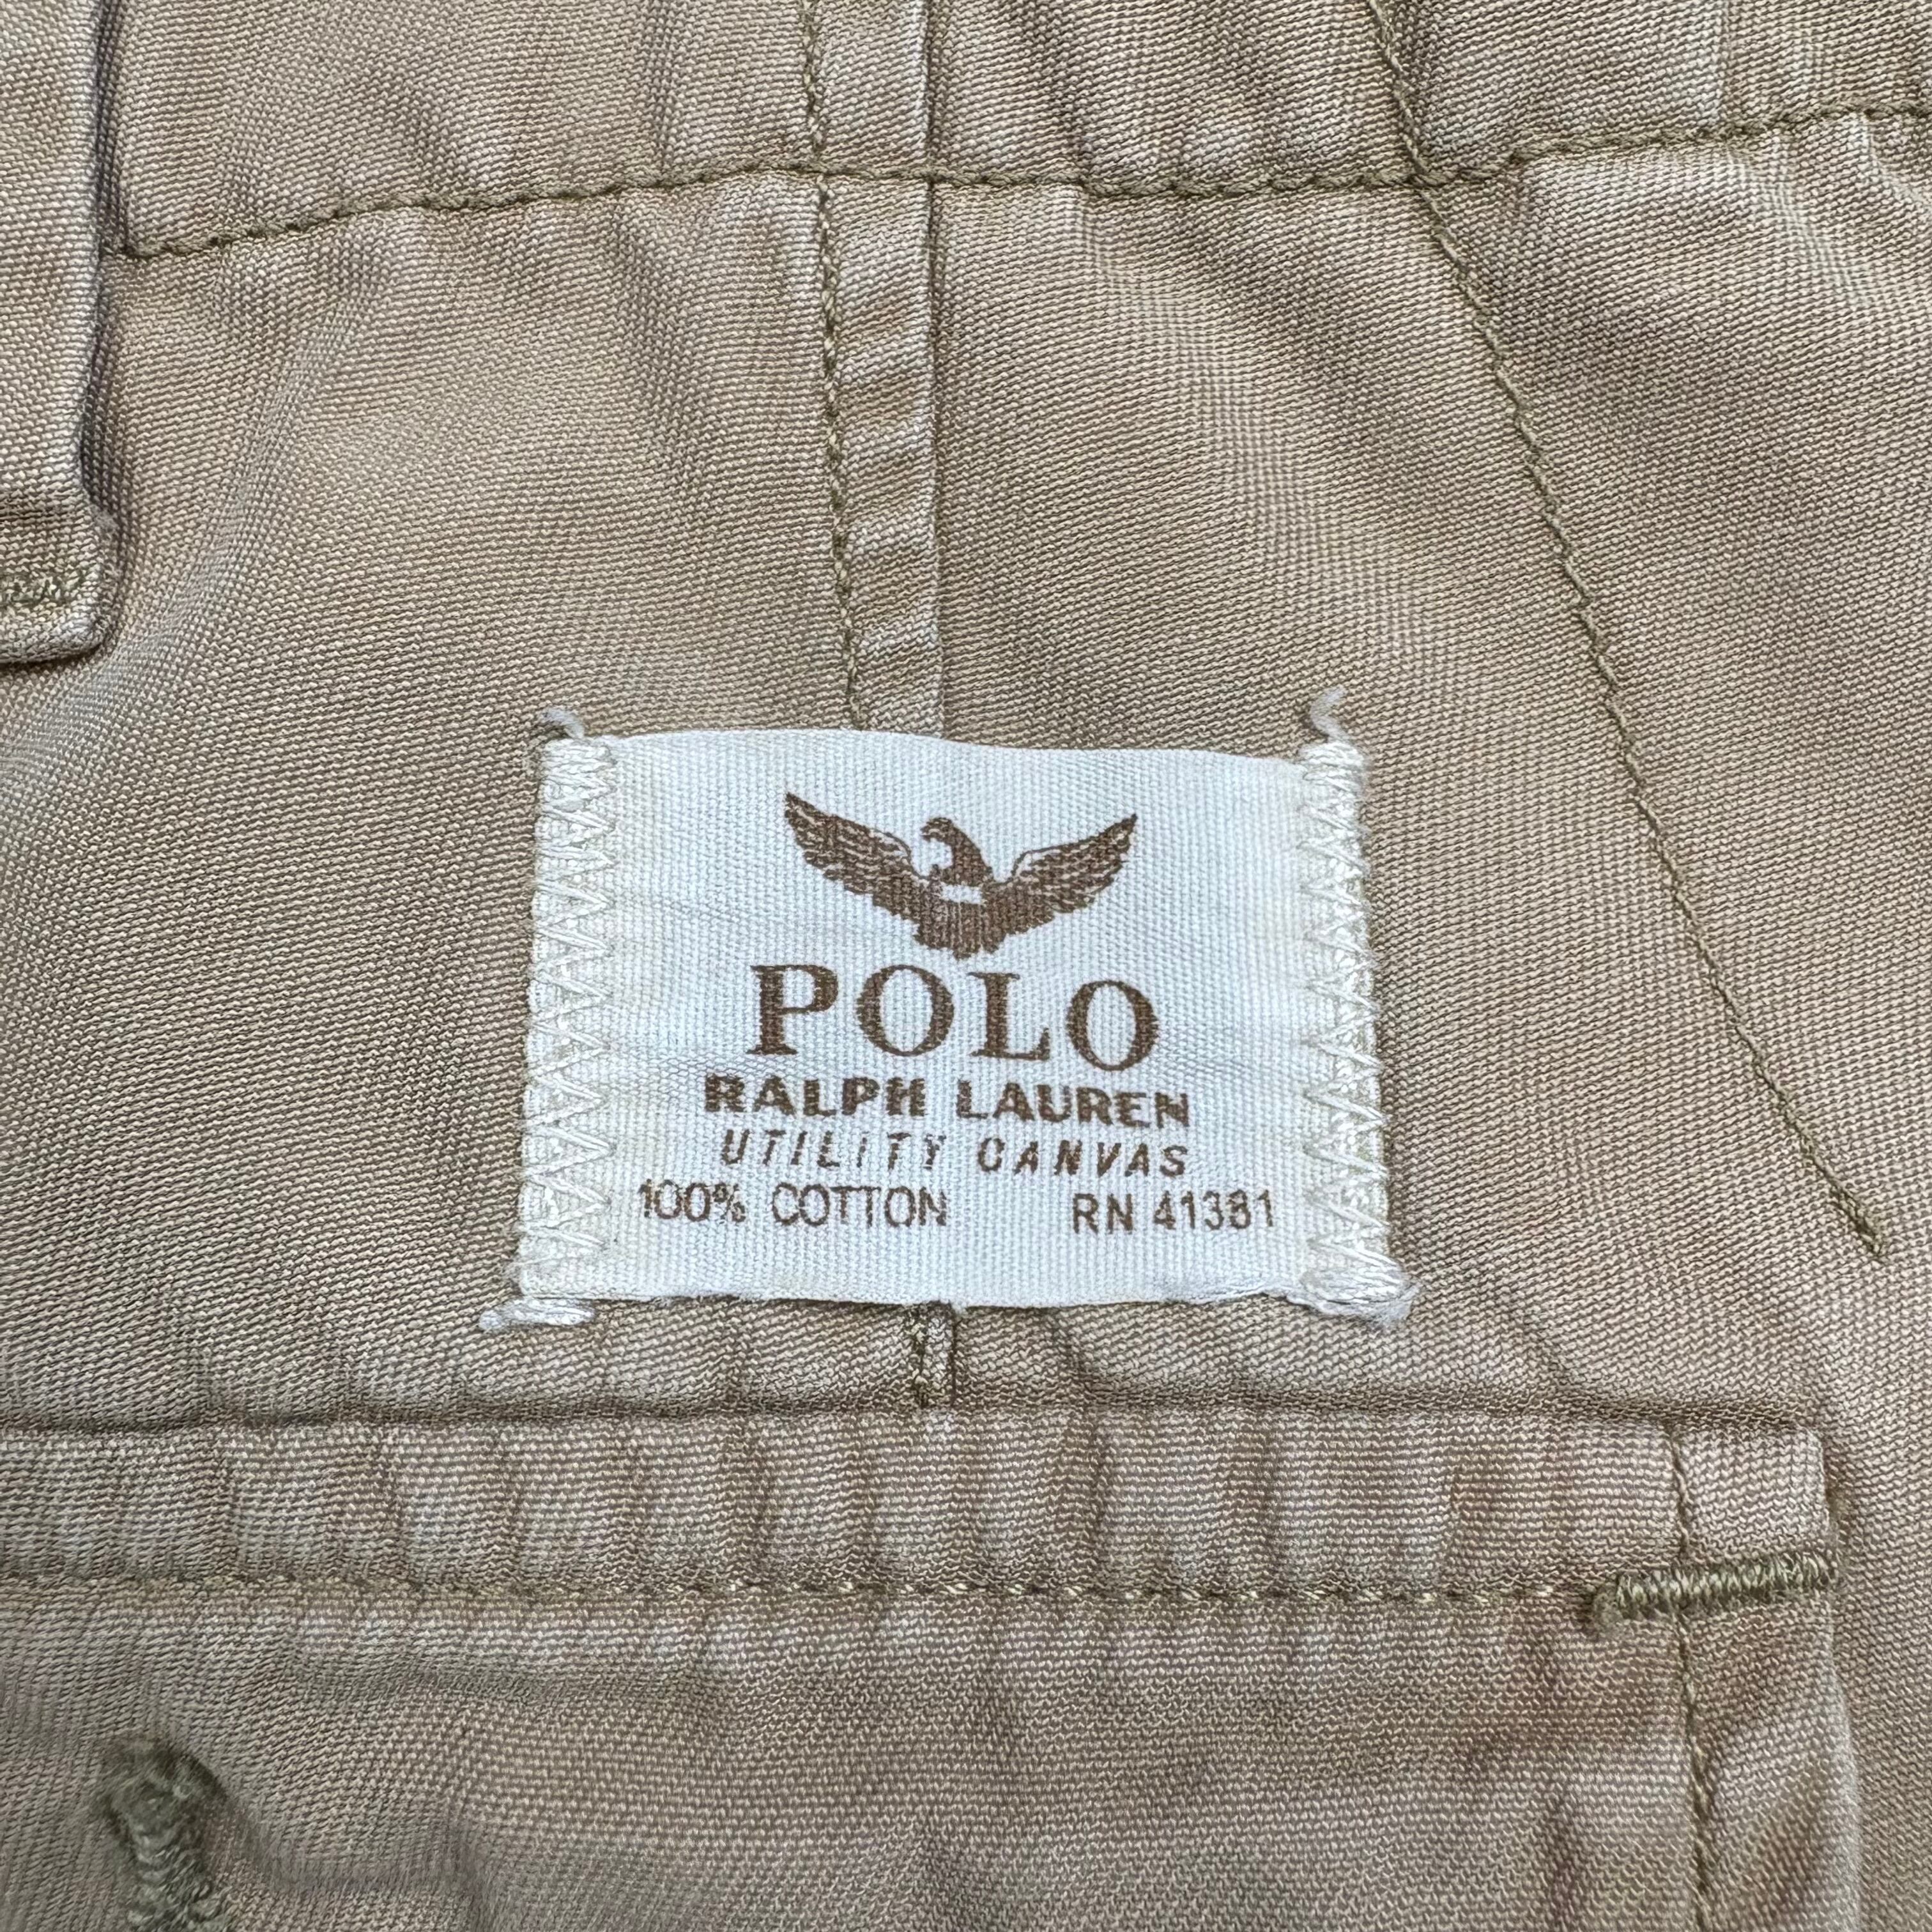 POLO
RALPH LAUREN
UTILITY CANVAS
100% COTTON RN 41381